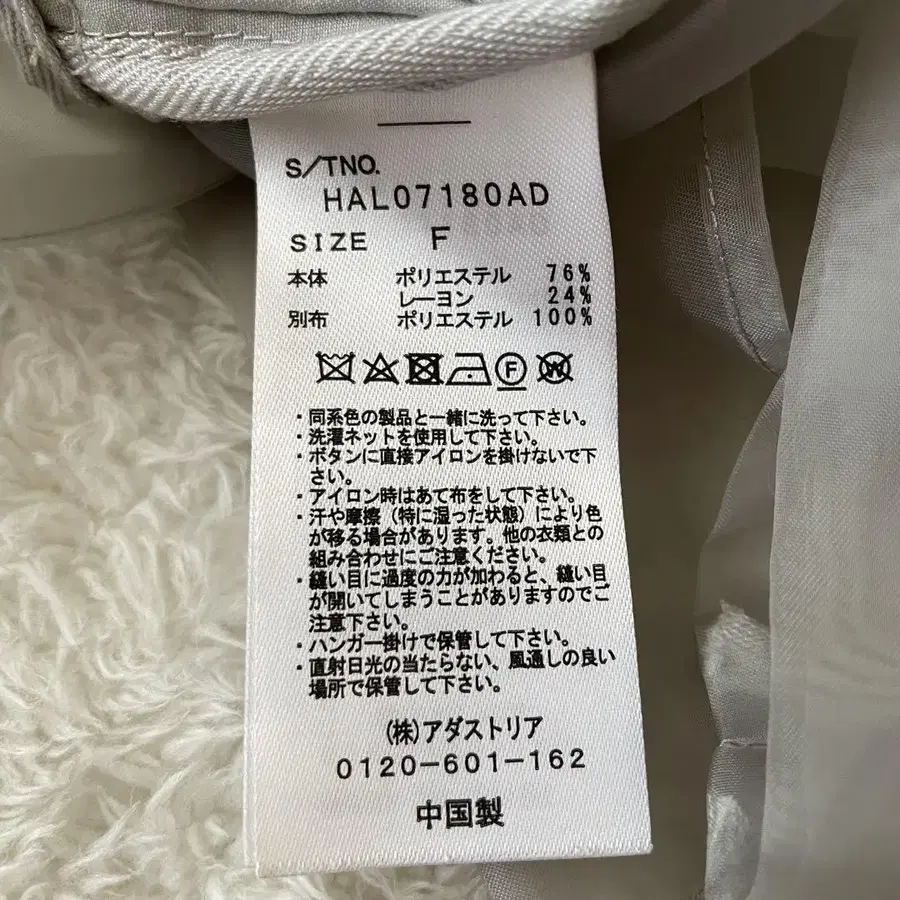 S/TNO.
HAL07180AD
SIZE F
本体 ポリエステル 76%
レーヨン 24%
別布 ポリエステル 100%
F W
・同系色の製品と一緒に洗って下さい。
・洗濯ネットを使用して下さい。
・ボタンに直接アイロンを掛けないで下
さい。
・アイロン時はあて布をして下さい。
・汗や摩擦（特に湿った状態）により色
が移る場合があります。他の衣類との
組み合わせにご注意ください。
・縫い目に過度の力が加わると、縫い目
が開いてしまうことがありますのでご
注意下さい。
・ハンガー掛けで保管して下さい。
・直射日光の当たらない、風通しの良い
場所で保管して下さい。
(株)アダストリア
0120-601-162
中国製